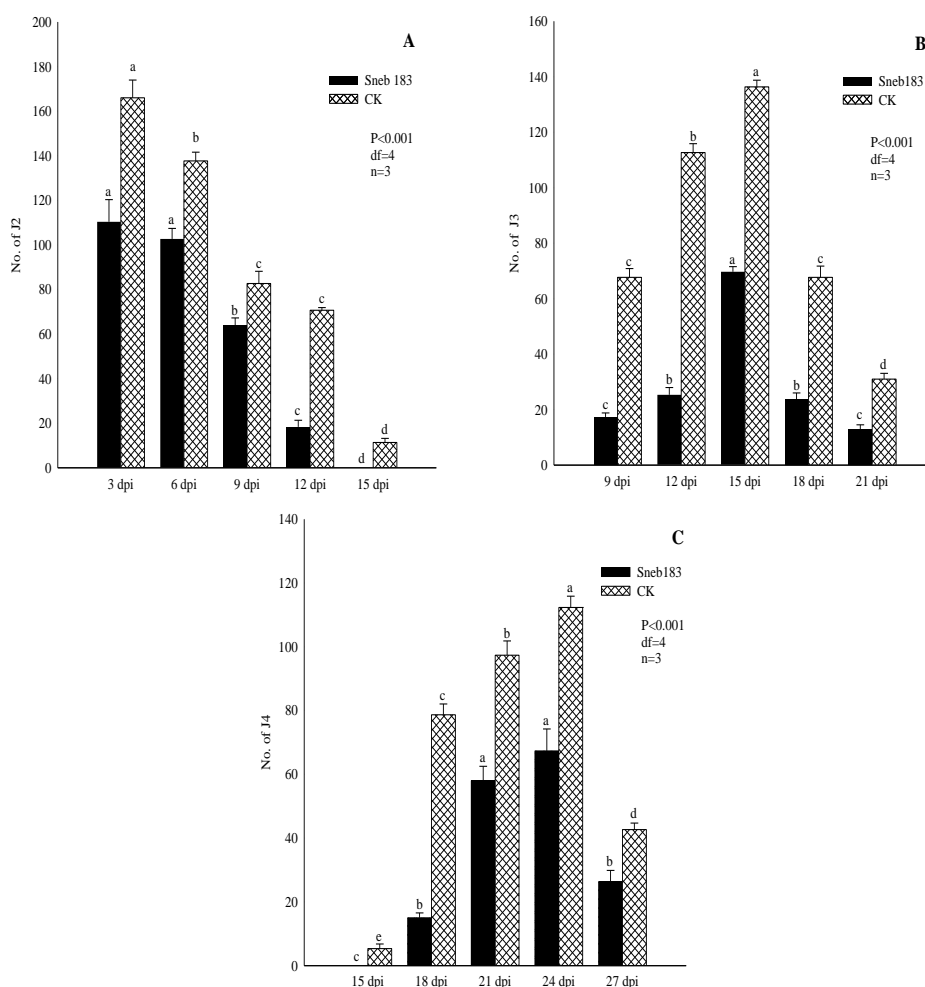 A
200
180
160
140
120
100
80
60
40
20
0
No. of J2
Sneb 183
CK
P<0.001
df=4
n=3
a
a
a
b
b
c
c
c
d
d
3 dpi 6 dpi 9 dpi 12 dpi 15 dpi
B
160
140
120
100
80
60
40
20
0
No. of J3
Sneb183
CK
P<0.001
df=4
n=3
c
c
b
b
a
a
b
c
c
d
9 dpi 12 dpi 15 dpi 18 dpi 21 dpi
C
140
120
100
80
60
40
20
0
No. of J4
Sneb183
CK
P<0.001
df=4
n=3
c
e
b
c
a
b
a
a
b
d
15 dpi 18 dpi 21 dpi 24 dpi 27 dpi